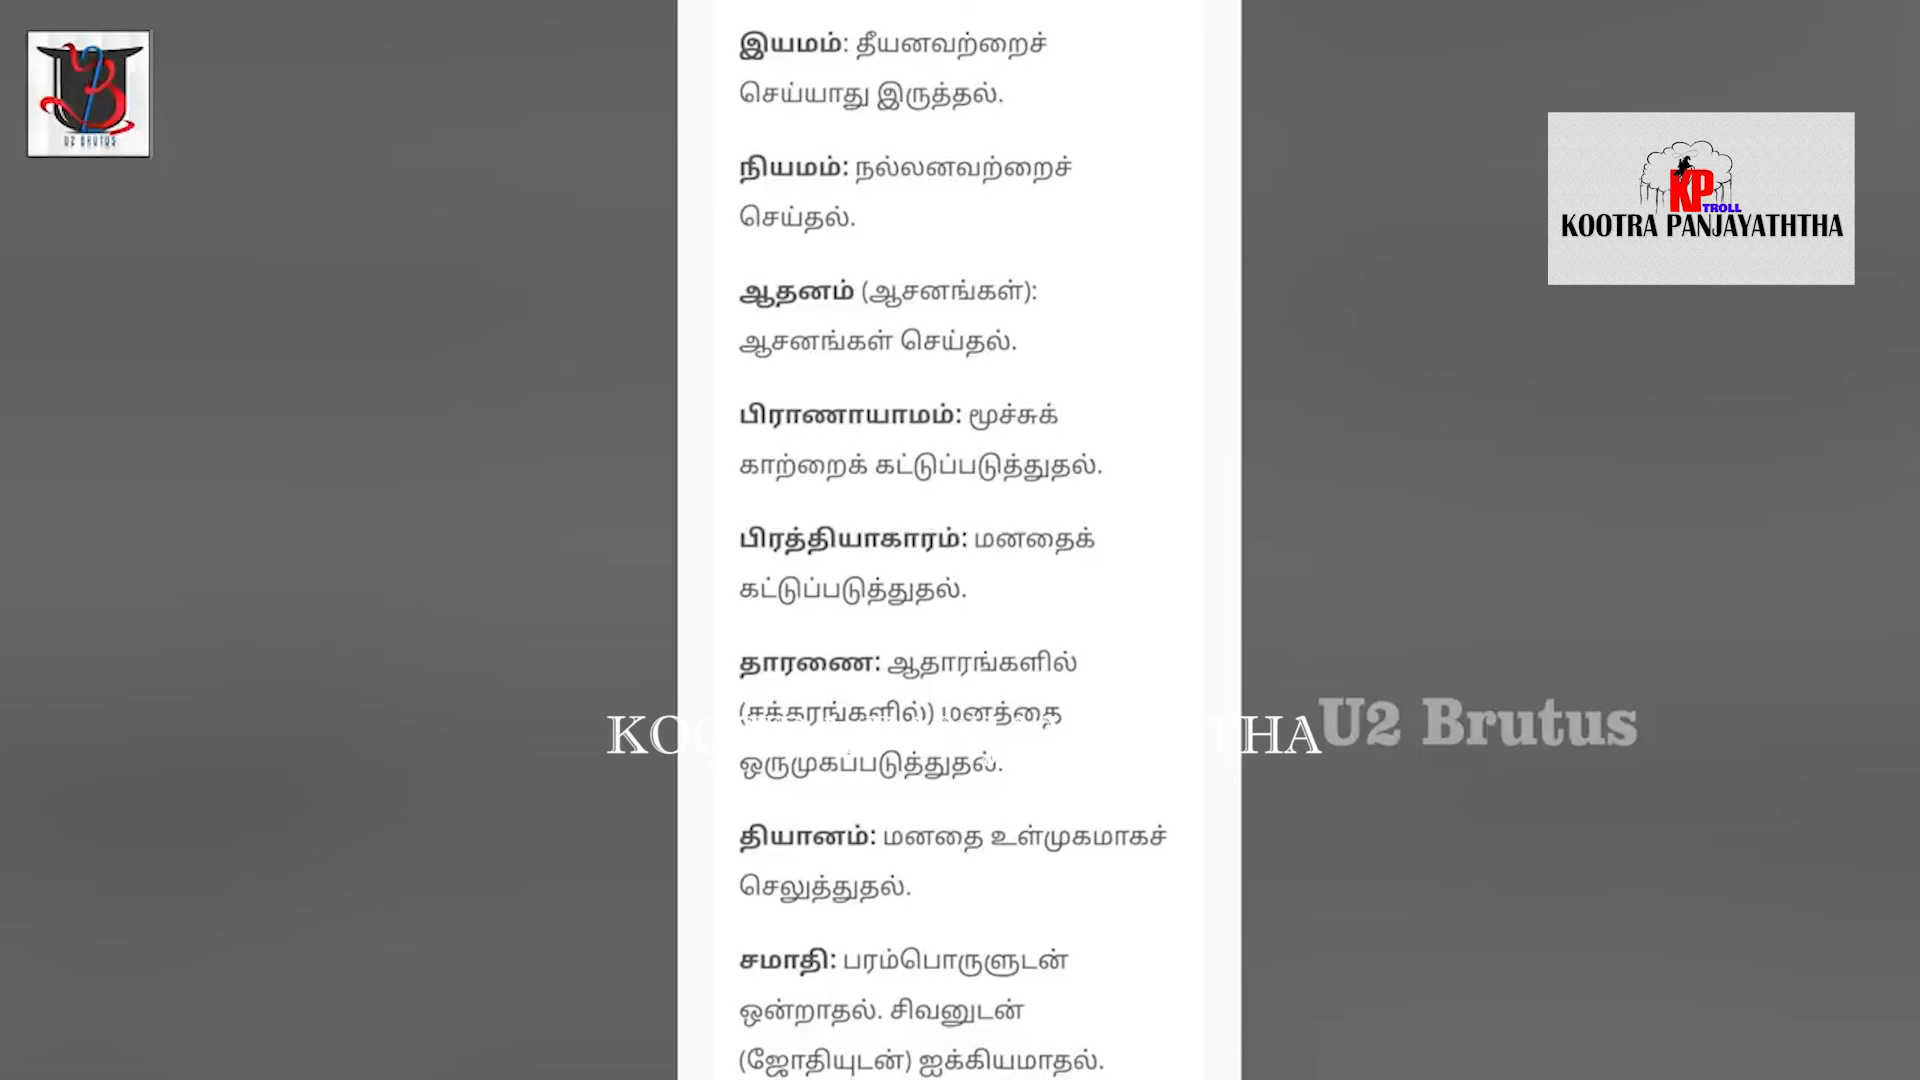 இயமம்: தீயனவற்றைச்
செய்யாது இருத்தல்.
நியமம்: நல்லனவற்றைச்
செய்தல்.
ஆதனம் (ஆசனங்கள்):
ஆசனங்கள் செய்தல்.
பிராணாயாமம்: மூச்சுக்
காற்றைக் கட்டுப்படுத்துதல்.
பிரத்தியாகாரம்: மனதைக்
கட்டுப்படுத்துதல்.
தாரணை: ஆதாரங்களில்
(சக்கரங்களில்) மனத்தை
ஒருமுகப்படுத்துதல்.
தியானம்: மனதை உள்முகமாகச்
செலுத்துதல்.
சமாதி: பரம்பொருளுடன்
ஒன்றாதல். சிவனுடன்
(ஜோதியுடன்) ஐக்கியமாதல்.
U2 BRUTUS
KP
TROLL
KOOTRA PANJAYATHTHA
U2 Brutus